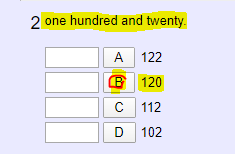 2 one hundred and twenty.
A 122
B 120
C 112
D 102